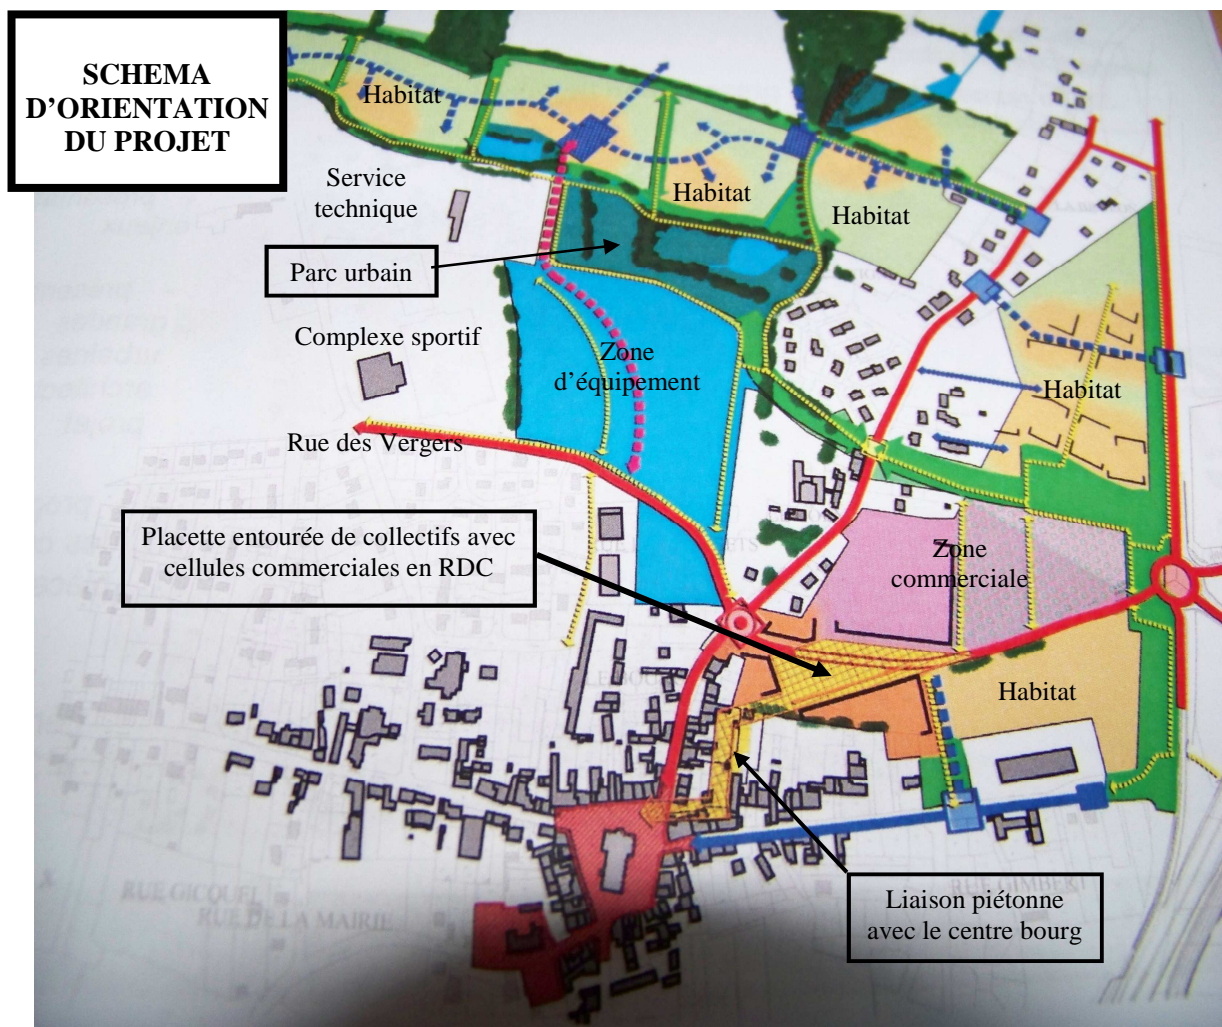 SCHEMA
D'ORIENTATION
DU PROJET
Habitat
Service
technique
Habitat
Habitat
Parc urbain
Complexe sportif
Zone
d'équipement
Habitat
Rue des Vergers
Placette entourée de collectifs avec
cellules commerciales en RDC
Zone
commerciale
Habitat
RUE GICQUEL
RUE DE LA MAIRIE
RUE GIMBERT
Liaison piétonne
avec le centre bourg